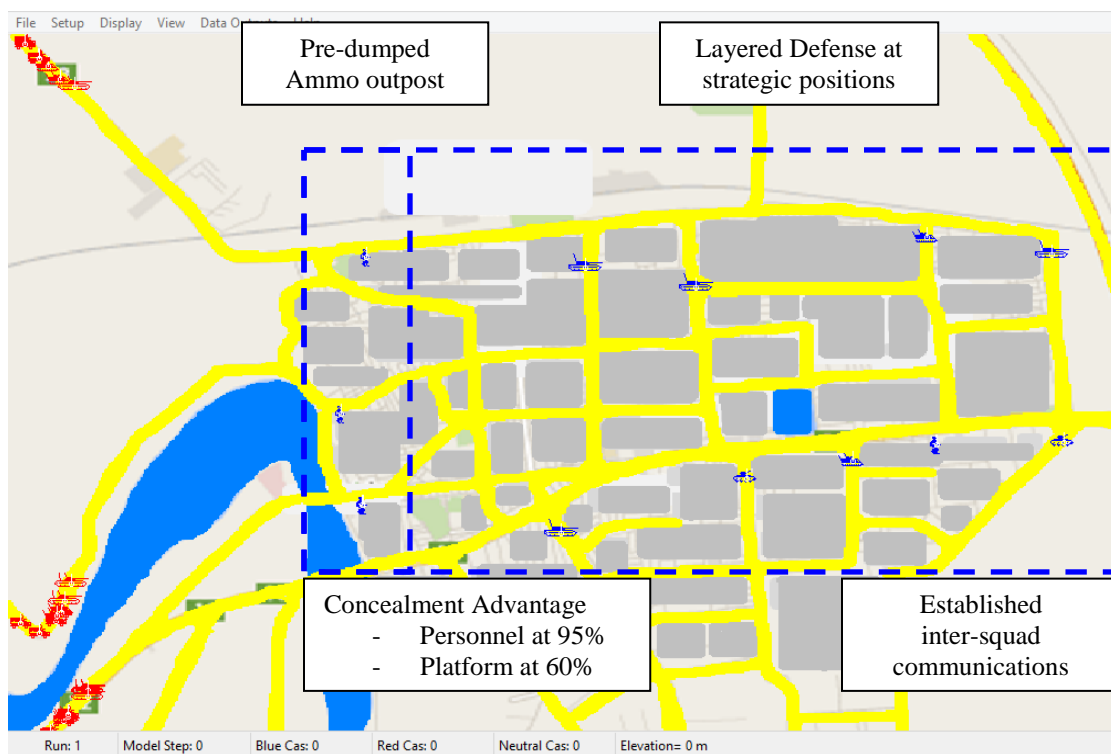 File Setup Display View Data Outputs Help
Pre-dumped
Ammo outpost
Layered Defense at
strategic positions
Concealment Advantage
- Personnel at 95%
- Platform at 60%
Established
inter-squad
communications
Run: 1 Model Step: 0 Blue Cas: 0 Red Cas: 0 Neutral Cas: 0 Elevation= 0 m